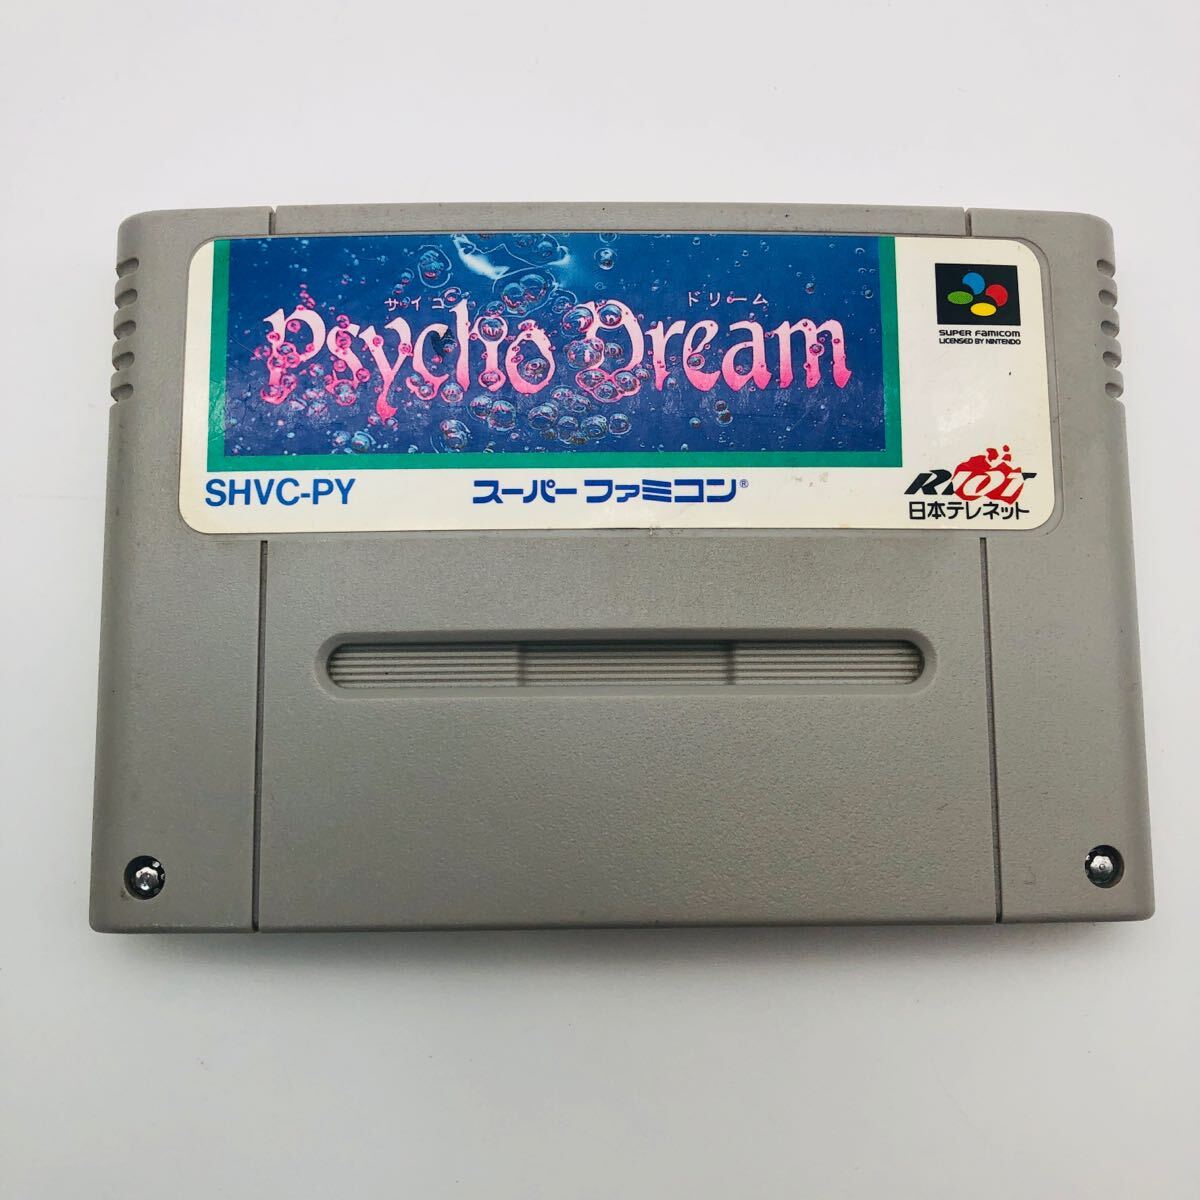 サイコ ドリーム
Psycho Dream
SUPER FAMICOM
LICENSED BY NINTENDO
SHVC-PY
スーパーファミコン®
RIOT
日本テレネット